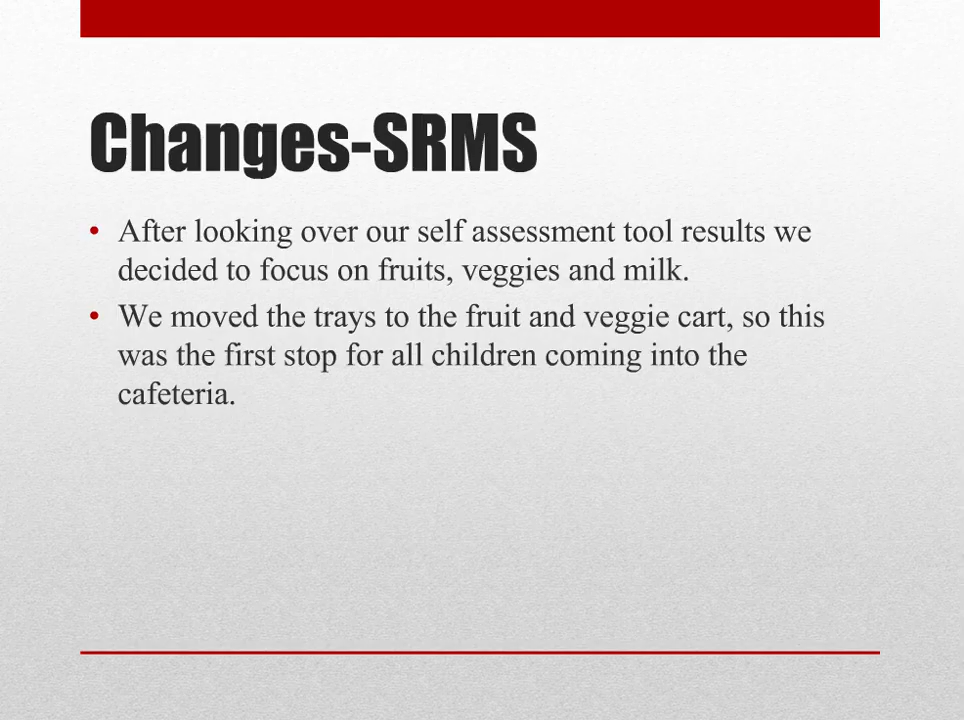 Changes-SRMS
• After looking over our self assessment tool results we
decided to focus on fruits, veggies and milk.
• We moved the trays to the fruit and veggie cart, so this
was the first stop for all children coming into the
cafeteria.